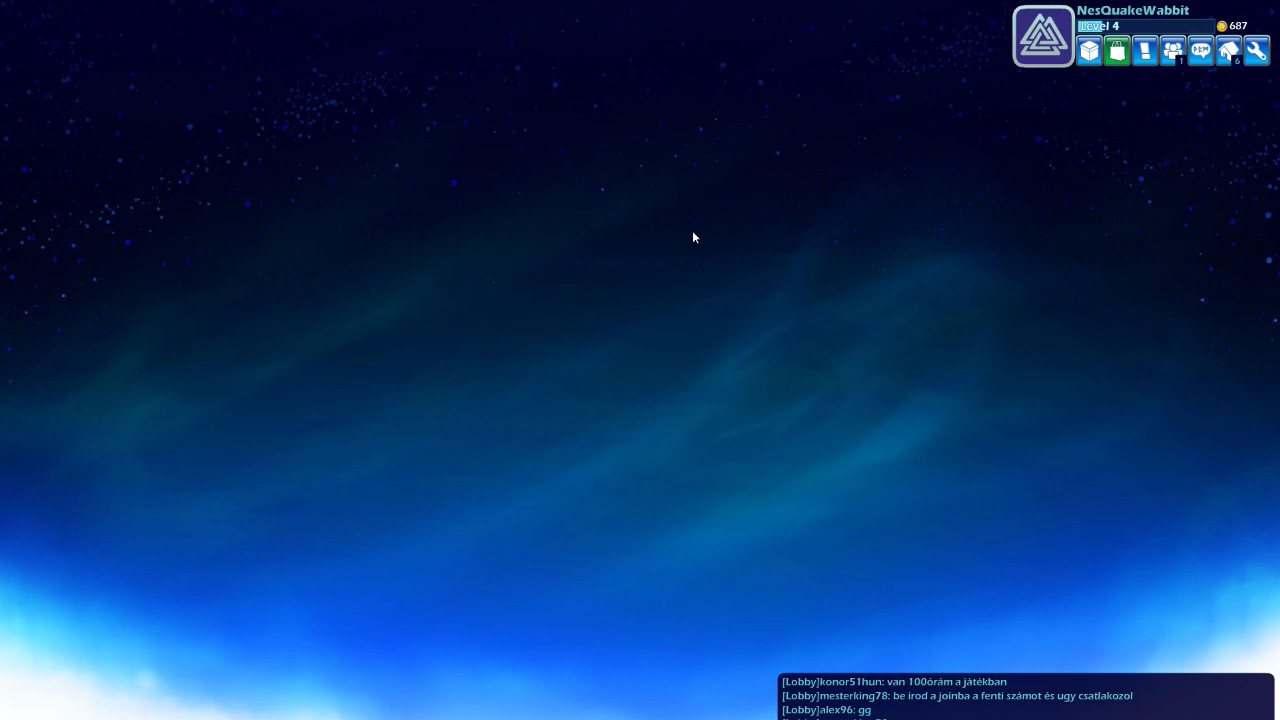 NesQuakeWabbit
Level 4
687
1
6
[Lobby]konor51hun: van 100órám a játékban
[Lobby]mesterking78: be irod a joinba a fenti számot és ugy csatlakozol
[Lobby]alex96: gg